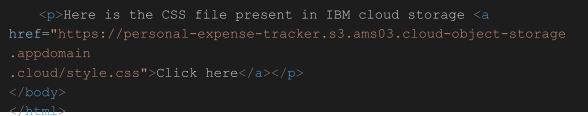 <p>Here is the CSS file present in IBM cloud storage <a
href="https://personal-expense-tracker.s3.ams03.cloud-object-storage
.appdomain
.cloud/style.css">Click here</a></p>
</body>
</html>